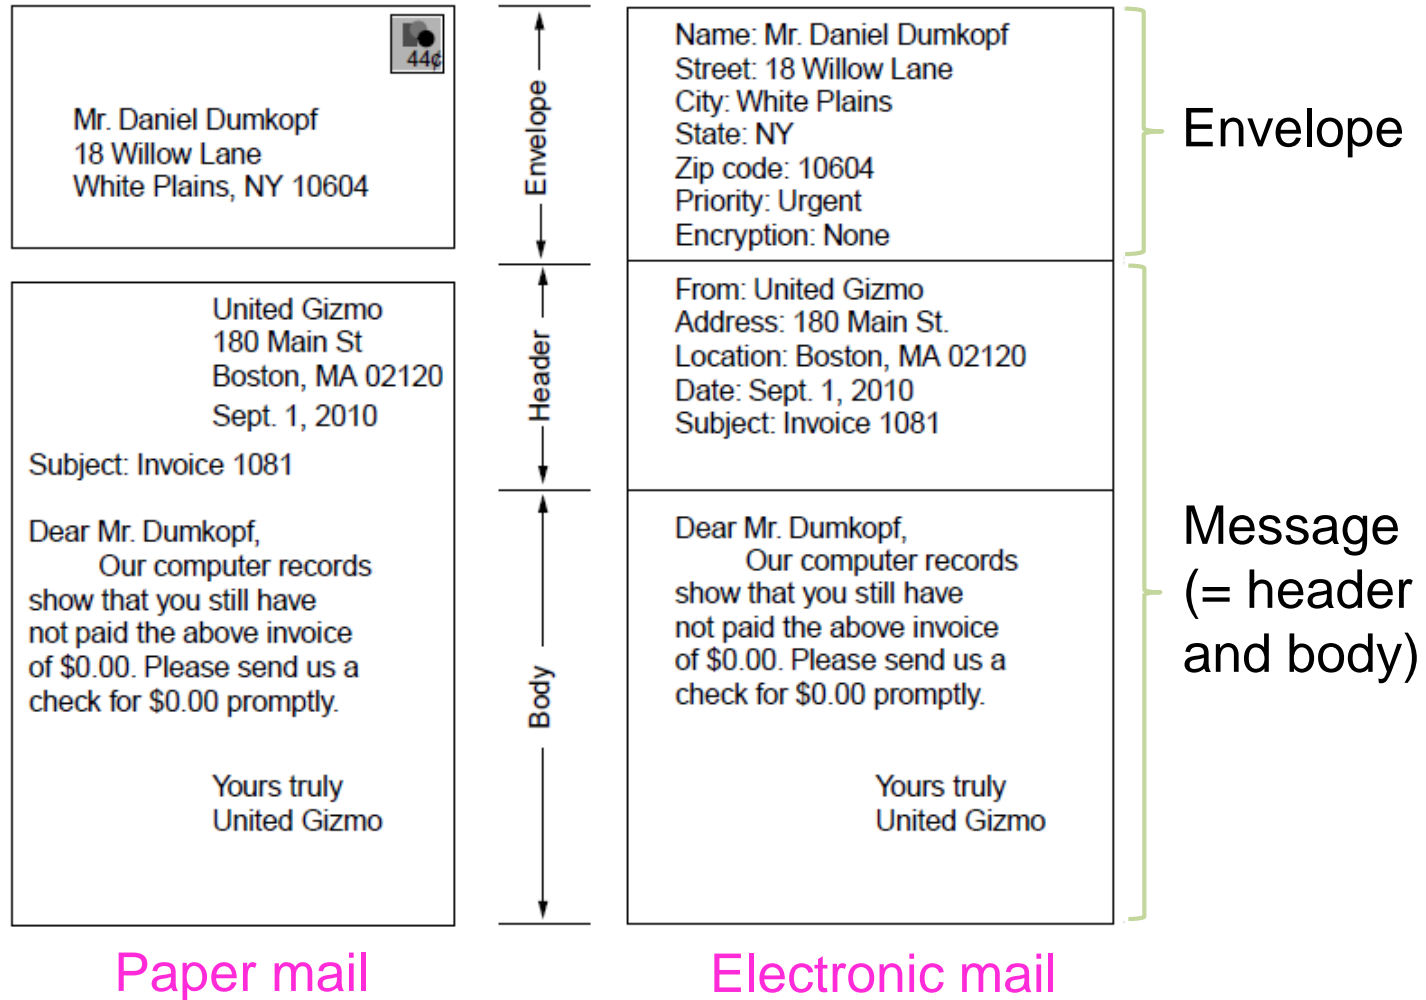 44¢
Mr. Daniel Dumkopf
18 Willow Lane
White Plains, NY 10604
United Gizmo
180 Main St
Boston, MA 02120
Sept. 1, 2010
Subject: Invoice 1081
Dear Mr. Dumkopf,
Our computer records
show that you still have
not paid the above invoice
of $0.00. Please send us a
check for $0.00 promptly.
Yours truly
United Gizmo
Paper mail
Envelope
Header
Body
Name: Mr. Daniel Dumkopf
Street: 18 Willow Lane
City: White Plains
State: NY
Zip code: 10604
Priority: Urgent
Encryption: None
From: United Gizmo
Address: 180 Main St.
Location: Boston, MA 02120
Date: Sept. 1, 2010
Subject: Invoice 1081
Dear Mr. Dumkopf,
Our computer records
show that you still have
not paid the above invoice
of $0.00. Please send us a
check for $0.00 promptly.
Yours truly
United Gizmo
Electronic mail
Envelope
Message
(= header
and body)